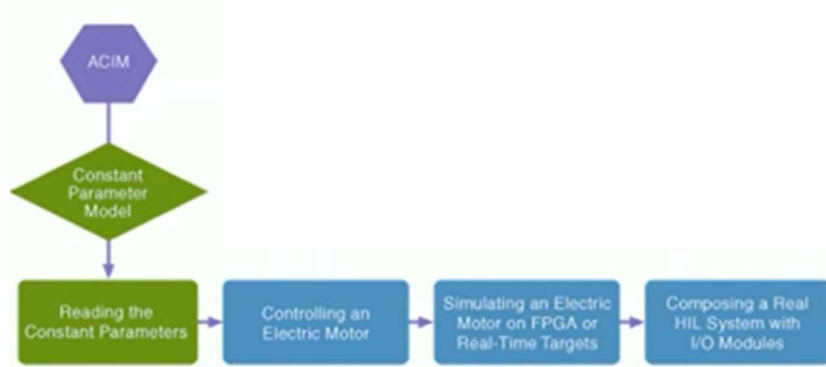 ACIM
Constant
Parameter
Model
Reading the
Constant Parameters
Controlling an
Electric Motor
Simulating an Electric
Motor on FPGA or
Real-Time Targets
Composing a Real
HIL System with
I/O Modules